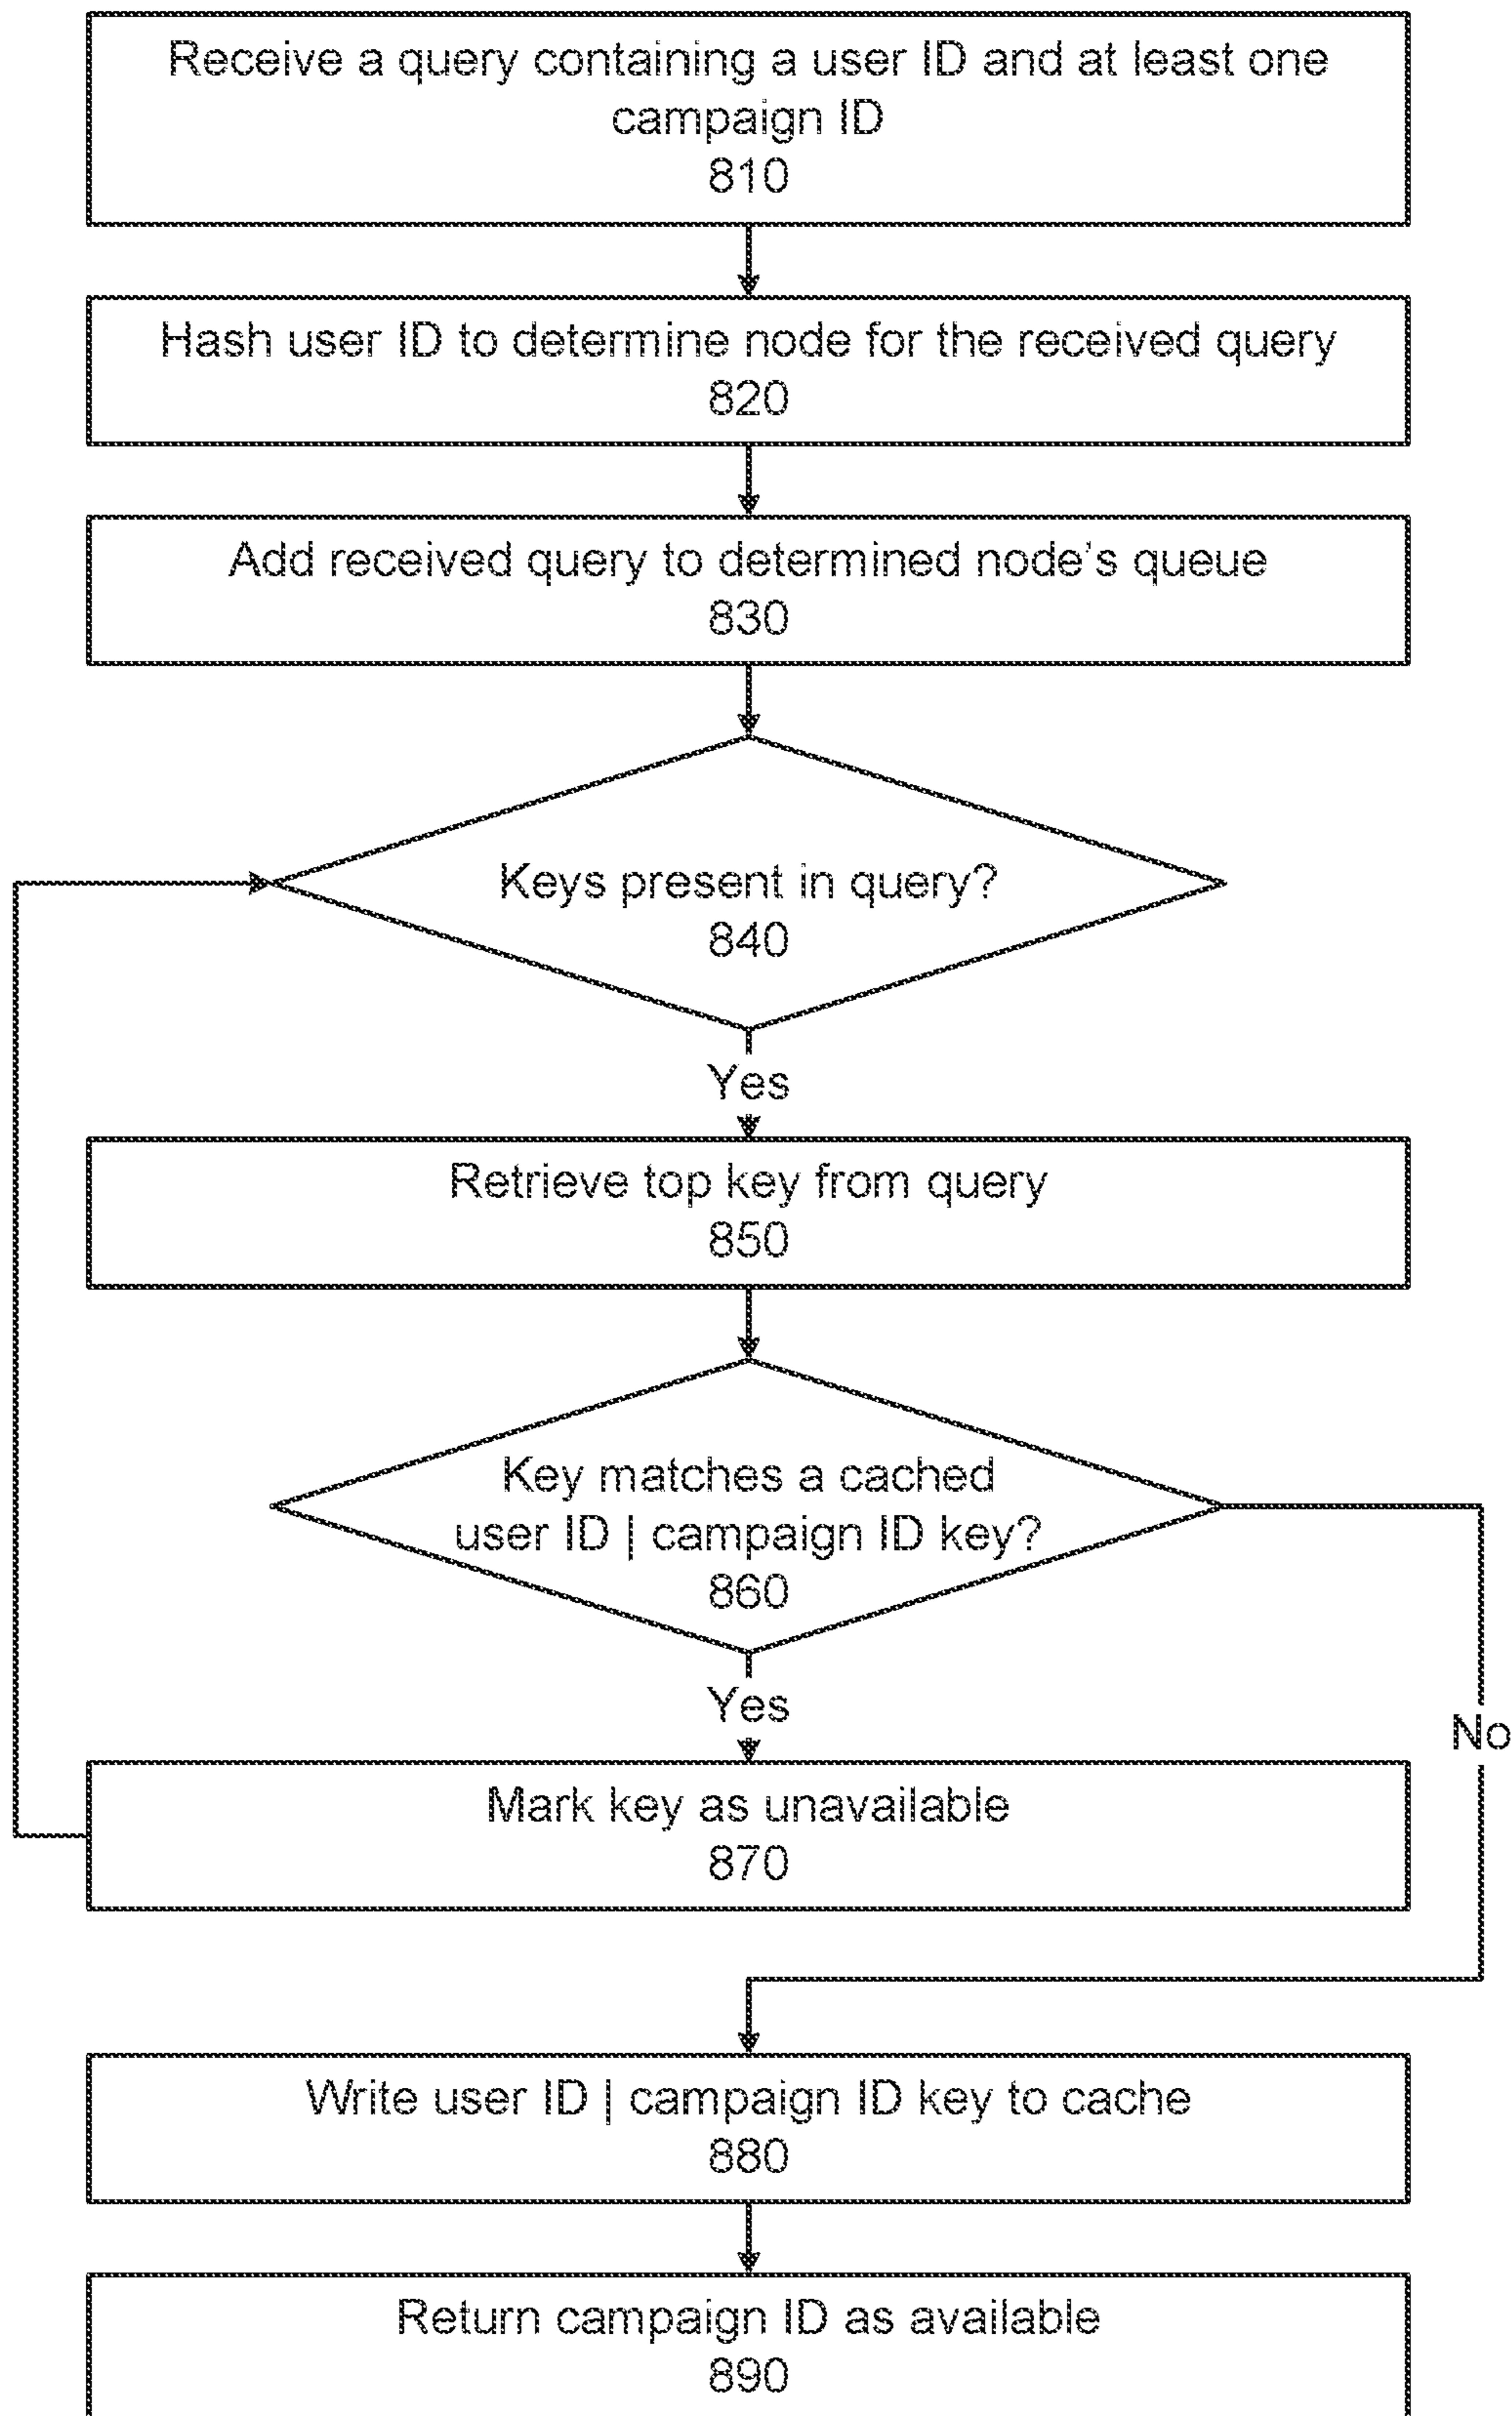 Receive a query containing a user ID and at least one
campaign ID
810
Hash user ID to determine node for the received query
820
Add received query to determined node's queue
830
Keys present in query?
840
Yes
Retrieve top key from query
850
Key matches a cached
user ID | campaign ID key?
860
Yes
No
Mark key as unavailable
870
Write user ID | campaign ID key to cache
880
Return campaign ID as available
890